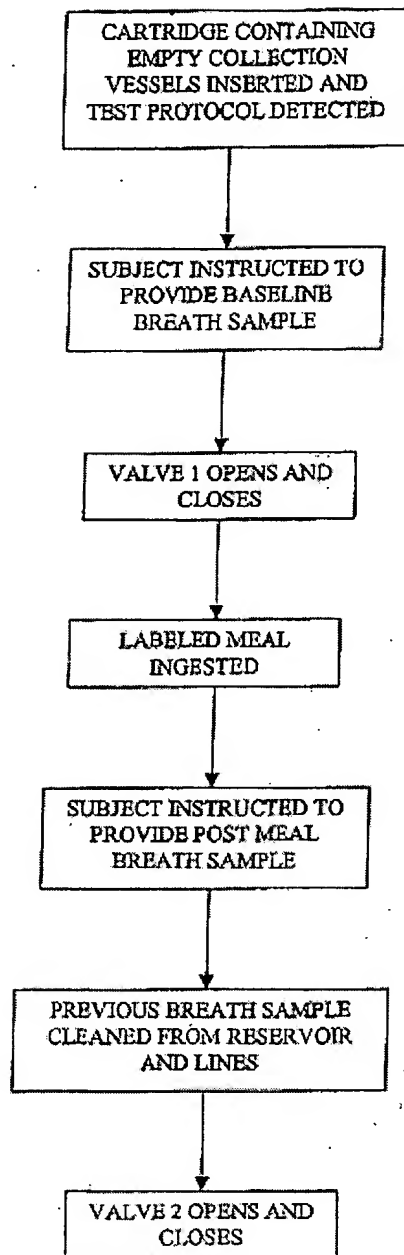 CARTRIDGE CONTAINING
EMPTY COLLECTION
VESSELS INSERTED AND
TEST PROTOCOL DETECTED
SUBJECT INSTRUCTED TO
PROVIDE BASELINE
BREATH SAMPLE
VALVE 1 OPENS AND
CLOSES
LABELED MEAL
INGESTED
SUBJECT INSTRUCTED TO
PROVIDE POST MEAL
BREATH SAMPLE
PREVIOUS BREATH SAMPLE
CLEANED FROM RESERVOIR
AND LINES
VALVE 2 OPENS AND
CLOSES